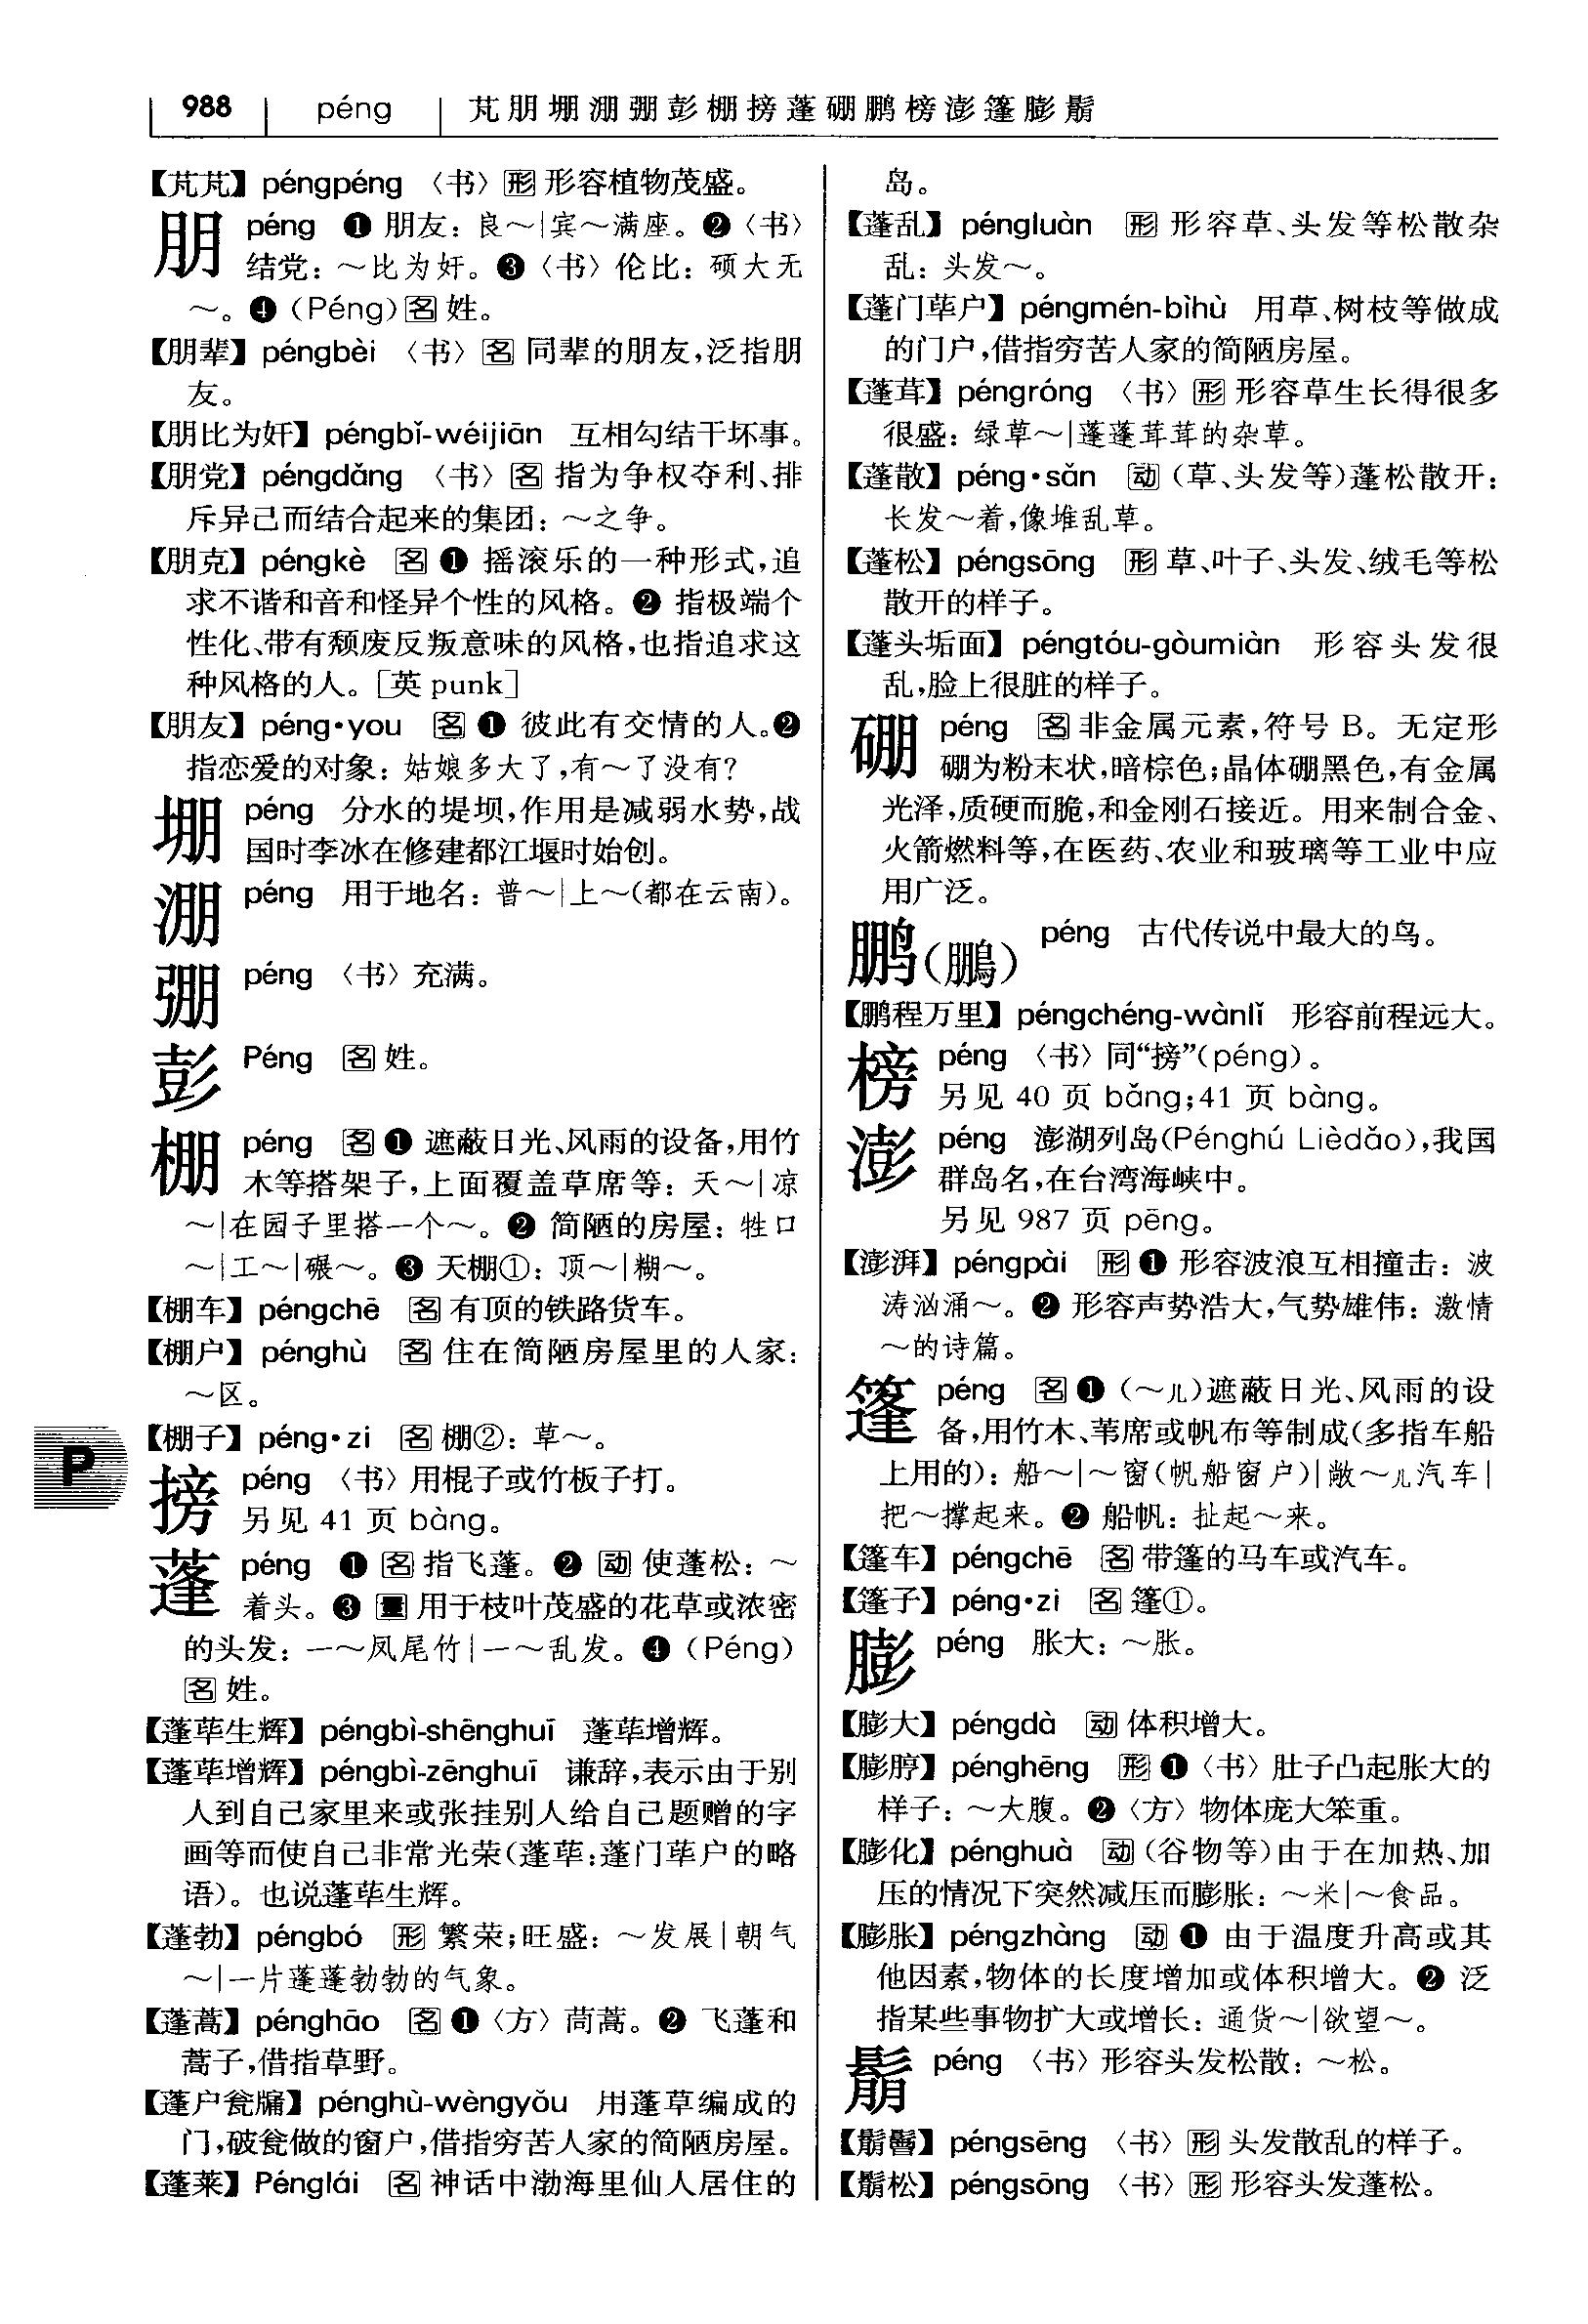 988 péng 芃朋堋淜弸彭棚搒蓬硼鹏榜澎篷膨鬅
【芃芃】péngpéng 〈书〉形 形容植物茂盛。
朋 péng ❶ 朋友：良～|宾～满座。❷〈书〉
结党：～比为奸。❸〈书〉伦比：硕大无
～。❹（Péng）名 姓。
【朋辈】péngbèi 〈书〉名 同辈的朋友，泛指朋
友。
【朋比为奸】péngbǐ-wéijiān 互相勾结干坏事。
【朋党】péngdǎng 〈书〉名 指为争权夺利、排
斥异己而结合起来的集团：～之争。
【朋克】péngkè 名 ❶ 摇滚乐的一种形式，追
求不谐和音和怪异个性的风格。❷ 指极端个
性化、带有颓废反叛意味的风格，也指追求这
种风格的人。[英 punk]
【朋友】péng•you 名 ❶ 彼此有交情的人。❷
指恋爱的对象：姑娘多大了，有～了没有?
堋 péng 分水的堤坝，作用是减弱水势，战
国时李冰在修建都江堰时始创。
淜 péng 用于地名：普～|上～(都在云南)。
弸 péng 〈书〉充满。
彭 Péng 名 姓。
棚 péng 名 ❶ 遮蔽日光、风雨的设备，用竹
木等搭架子，上面覆盖草席等：天～|凉
～|在园子里搭一个～。❷ 简陋的房屋：牲口
～|工～|碾～。❸ 天棚①：顶～|糊～。
【棚车】péngchē 名 有顶的铁路货车。
【棚户】pénghù 名 住在简陋房屋里的人家：
～区。
【棚子】péng•zi 名 棚②：草～。
P
搒 péng 〈书〉用棍子或竹板子打。
另见 41 页 bàng。
蓬 péng ❶ 名 指飞蓬。❷ 动 使蓬松：～
着头。❸ 量 用于枝叶茂盛的花草或浓密
的头发：一～凤尾竹|一～乱发。❹（Péng）
名 姓。
【蓬荜生辉】péngbì-shēnghuī 蓬荜增辉。
【蓬荜增辉】péngbì-zēnghuī 谦辞，表示由于别
人到自己家里来或张挂别人给自己题赠的字
画等而使自己非常光荣(蓬荜：蓬门荜户的略
语)。也说蓬荜生辉。
【蓬勃】péngbó 形 繁荣；旺盛：～发展|朝气
～|一片蓬蓬勃勃的气象。
【蓬蒿】pénghāo 名 ❶〈方〉茼蒿。❷ 飞蓬和
蒿子，借指草野。
【蓬户瓮牖】pénghù-wèngyǒu 用蓬草编成的
门，破瓮做的窗户，借指穷苦人家的简陋房屋。
【蓬莱】Pénglái 名 神话中渤海里仙人居住的
岛。
【蓬乱】péngluàn 形 形容草、头发等松散杂
乱：头发～。
【蓬门荜户】péngmén-bìhù 用草、树枝等做成
的门户，借指穷苦人家的简陋房屋。
【蓬茸】péngróng 〈书〉形 形容草生长得很多
很盛：绿草～|蓬蓬茸茸的杂草。
【蓬散】péng•sǎn 动 (草、头发等)蓬松散开：
长发～着，像堆乱草。
【蓬松】péngsōng 形 草、叶子、头发、绒毛等松
散开的样子。
【蓬头垢面】péngtóu-gòumiàn 形容头发很
乱，脸上很脏的样子。
硼 péng 名 非金属元素，符号 B。无定形
硼为粉末状，暗棕色；晶体硼黑色，有金属
光泽，质硬而脆，和金刚石接近。用来制合金、
火箭燃料等，在医药、农业和玻璃等工业中应
用广泛。
鹏(鵬) péng 古代传说中最大的鸟。
【鹏程万里】péngchéng-wànlǐ 形容前程远大。
榜 péng 〈书〉同“搒”(péng)。
另见 40 页 bǎng；41 页 bàng。
澎 péng 澎湖列岛(Pénghú Lièdǎo)，我国
群岛名，在台湾海峡中。
另见 987 页 pēng。
【澎湃】péngpài 形 ❶ 形容波浪互相撞击：波
涛汹涌～。❷ 形容声势浩大，气势雄伟：激情
～的诗篇。
篷 péng 名 ❶ (～儿)遮蔽日光、风雨的设
备，用竹木、苇席或帆布等制成(多指车船
上用的)：船～|～窗(帆船窗户)|敞～儿汽车|
把～撑起来。❷ 船帆：扯起～来。
【篷车】péngchē 名 带篷的马车或汽车。
【篷子】péng•zi 名 篷①。
膨 péng 胀大：～胀。
【膨大】péngdà 动 体积增大。
【膨脖】pénghēng 形 ❶〈书〉肚子凸起胀大的
样子：～大腹。❷〈方〉物体庞大笨重。
【膨化】pénghuà 动 (谷物等)由于在加热、加
压的情况下突然减压而膨胀：～米|～食品。
【膨胀】péngzhàng 动 ❶ 由于温度升高或其
他因素，物体的长度增加或体积增大。❷ 泛
指某些事物扩大或增长：通货～|欲望～。
鬅 péng 〈书〉形容头发松散：～松。
【鬅鬙】péngsēng 〈书〉形 头发散乱的样子。
【鬅松】péngsōng 〈书〉形 形容头发蓬松。